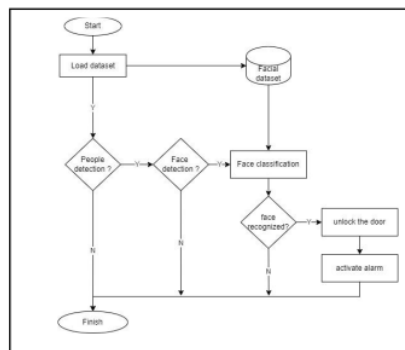 Start
Load dataset
Facial
dataset
Y
People
detection ?
Y
Face
detection ?
Y
Face classification
face
recognized?
Y
unlock the door
N
N
N
activate alarm
Finish